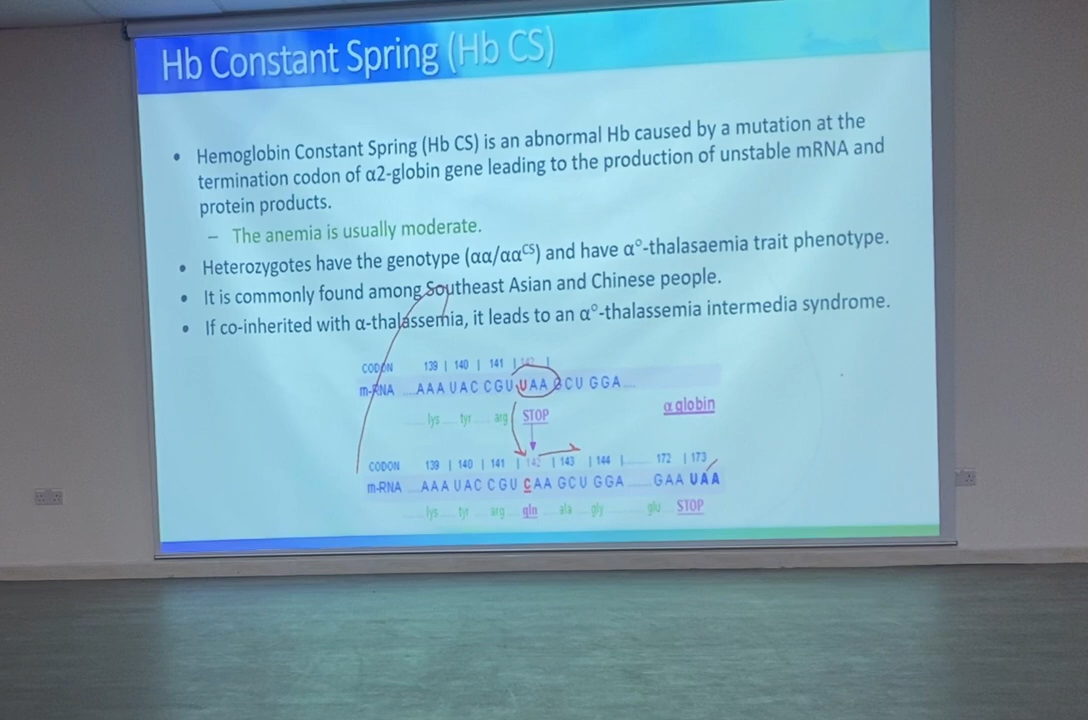 Hb Constant Spring (Hb CS)
• Hemoglobin Constant Spring (Hb CS) is an abnormal Hb caused by a mutation at the
termination codon of α2-globin gene leading to the production of unstable mRNA and
protein products.
– The anemia is usually moderate.
• Heterozygotes have the genotype (αα/αα^CS) and have α°-thalasaemia trait phenotype.
• It is commonly found among Southeast Asian and Chinese people.
• If co-inherited with α-thalassemia, it leads to an α°-thalassemia intermedia syndrome.
CODON 139 | 140 | 141 | 142 |
m-RNA ...AAA UAC CGU UAA GCU GGA....
lys ..... tyr ..... arg STOP
α globin
CODON 139 | 140 | 141 | 142 | 143 | 144 |...... 172 | 173
m-RNA ...AAA UAC CGU CAA GCU GGA ...... GAA UAA
lys ..... tyr ..... arg ... gln ..... ala ..... gly .......... glu STOP